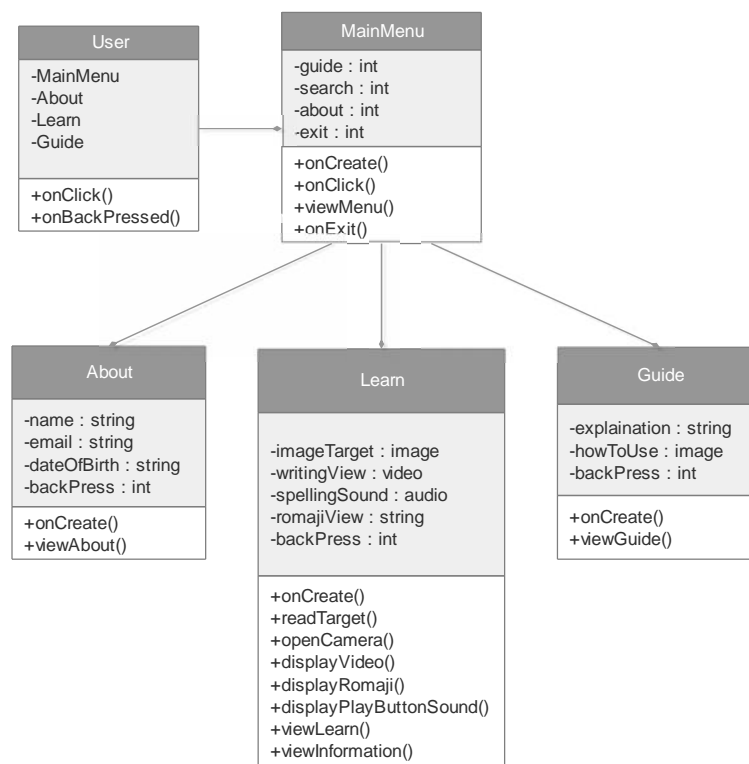 User
-MainMenu
-About
-Learn
-Guide
+onClick()
+onBackPressed()
MainMenu
-guide : int
-search : int
-about : int
-exit : int
+onCreate()
+onClick()
+viewMenu()
+onExit()
About
-name : string
-email : string
-dateOfBirth : string
-backPress : int
+onCreate()
+viewAbout()
Learn
-imageTarget : image
-writingView : video
-spellingSound : audio
-romajiView : string
-backPress : int
+onCreate()
+readTarget()
+openCamera()
+displayVideo()
+displayRomaji()
+displayPlayButtonSound()
+viewLearn()
+viewInformation()
Guide
-explaination : string
-howToUse : image
-backPress : int
+onCreate()
+viewGuide()